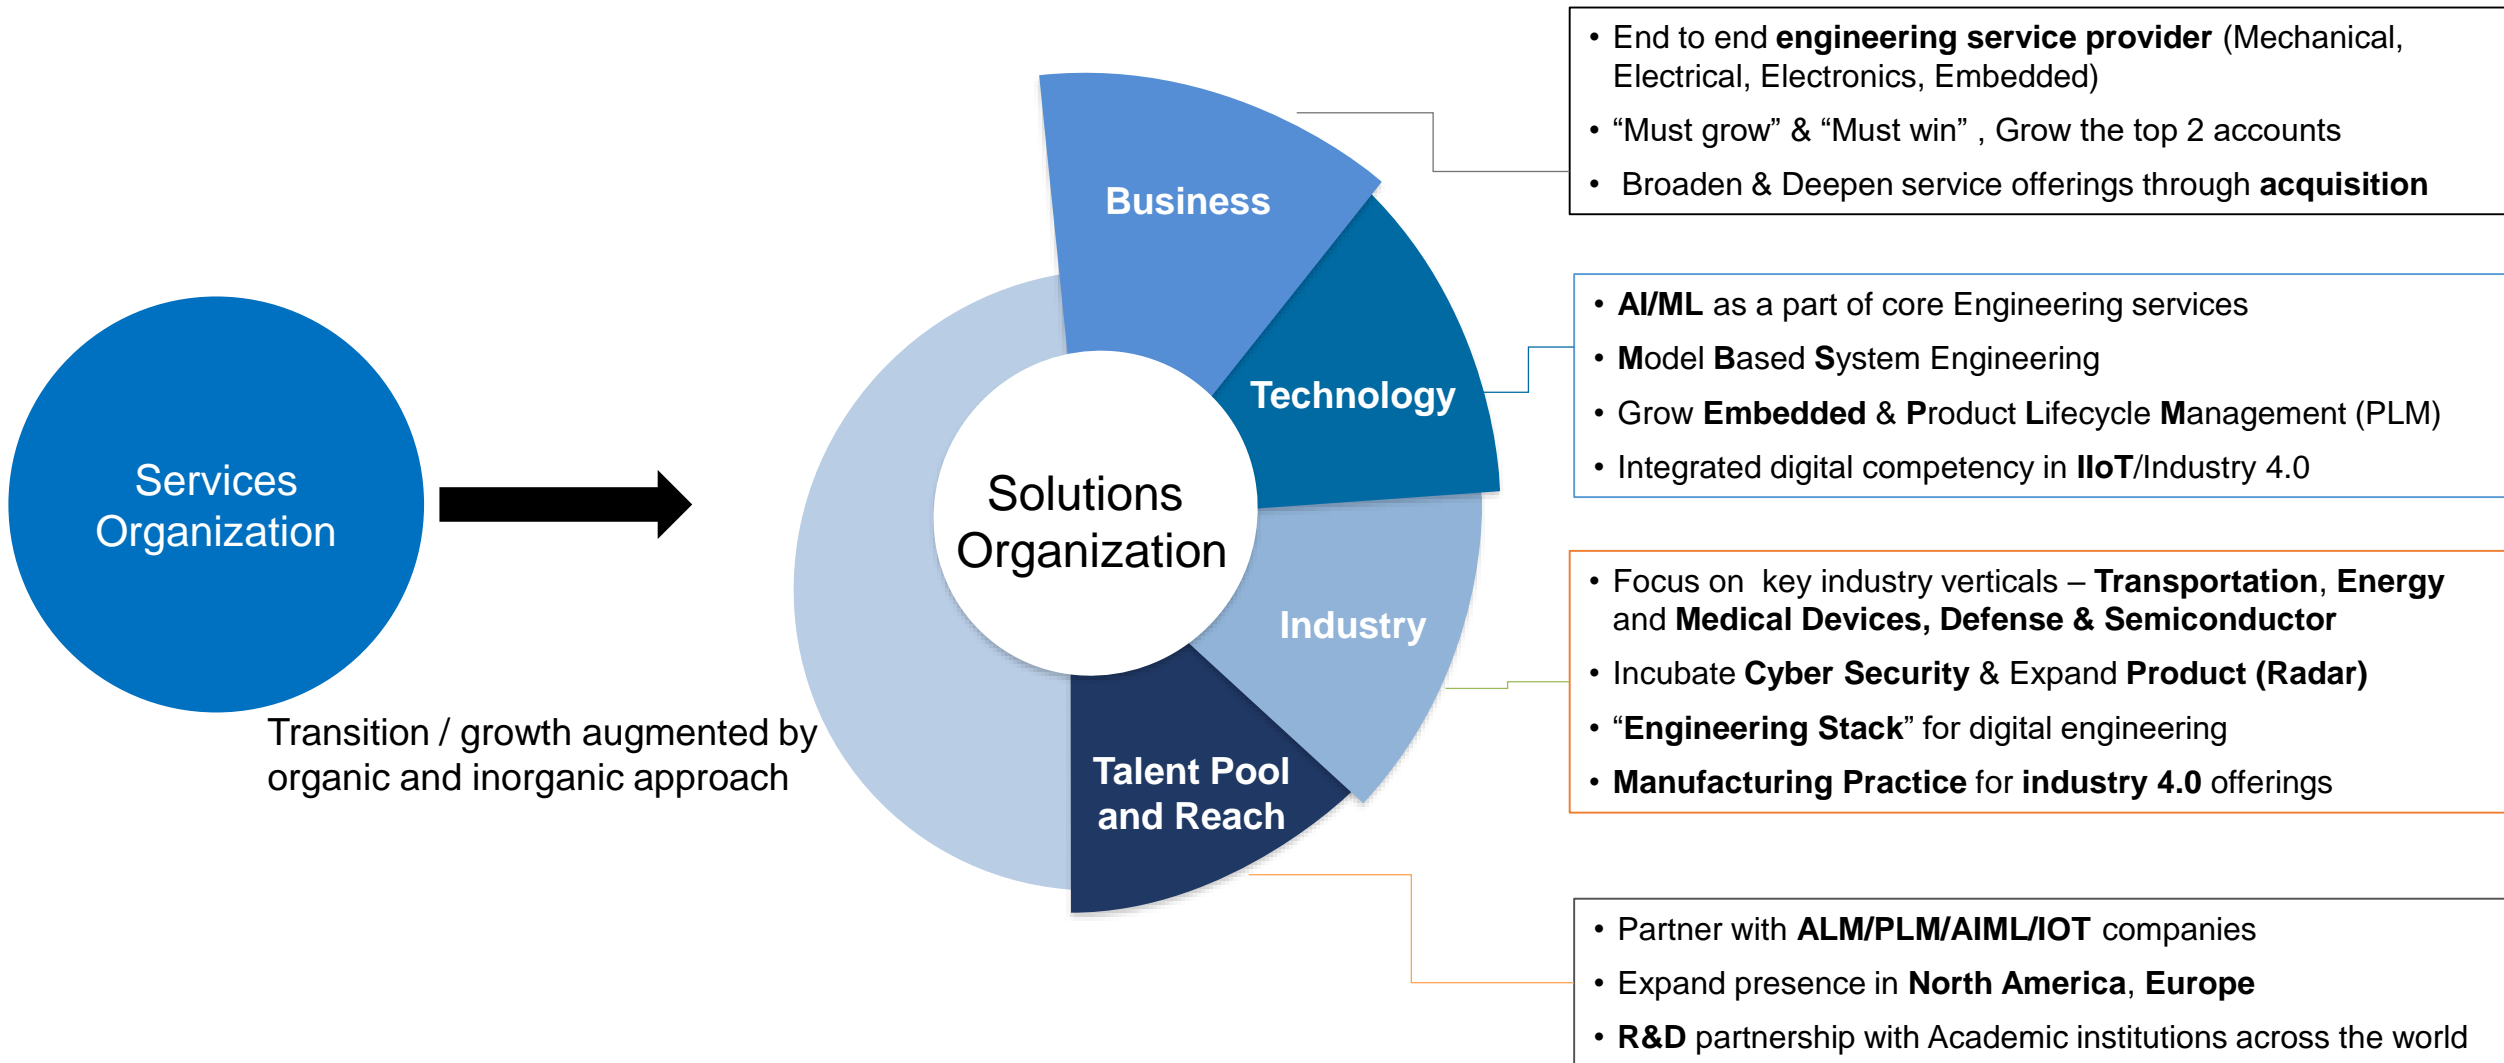 Services
Organization
Transition / growth augmented by
organic and inorganic approach
Solutions
Organization
Business
Technology
Industry
Talent Pool
and Reach
• End to end engineering service provider (Mechanical,
Electrical, Electronics, Embedded)
• “Must grow” & “Must win” , Grow the top 2 accounts
• Broaden & Deepen service offerings through acquisition
• AI/ML as a part of core Engineering services
• Model Based System Engineering
• Grow Embedded & Product Lifecycle Management (PLM)
• Integrated digital competency in IIoT/Industry 4.0
• Focus on key industry verticals – Transportation, Energy
and Medical Devices, Defense & Semiconductor
• Incubate Cyber Security & Expand Product (Radar)
• “Engineering Stack” for digital engineering
• Manufacturing Practice for industry 4.0 offerings
• Partner with ALM/PLM/AIML/IOT companies
• Expand presence in North America, Europe
• R&D partnership with Academic institutions across the world